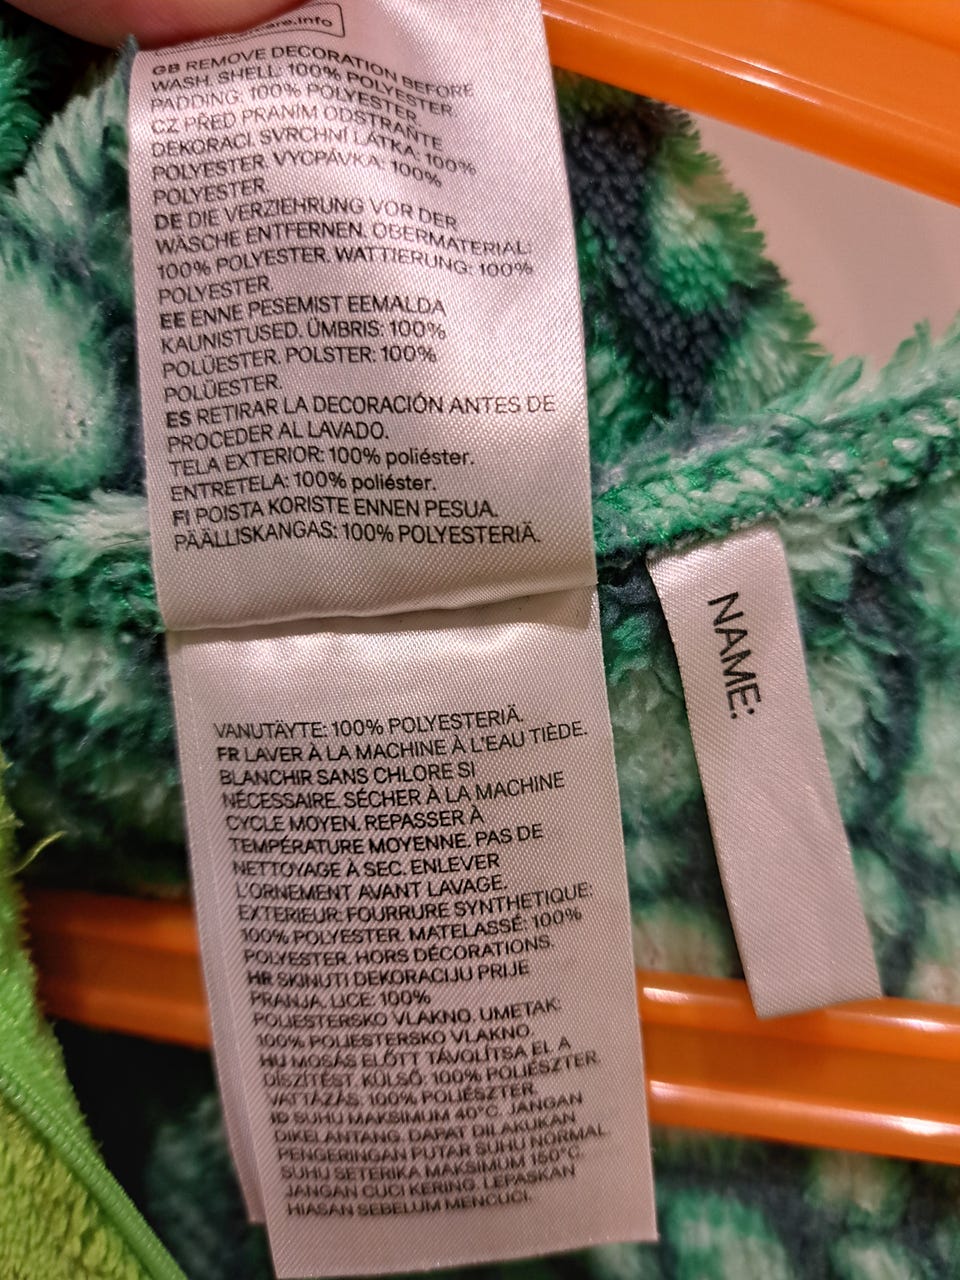 care.info
GB REMOVE DECORATION BEFORE
WASH. SHELL: 100% POLYESTER.
PADDING: 100% POLYESTER.
CZ PŘED PRANÍM ODSTRAŇTE
DEKORACI. SVRCHNÍ LÁTKA: 100%
POLYESTER. VYCPÁVKA: 100%
POLYESTER.
DE DIE VERZIEHRUNG VOR DER
WÄSCHE ENTFERNEN. OBERMATERIAL:
100% POLYESTER. WATTIERUNG: 100%
POLYESTER.
EE ENNE PESEMIST EEMALDA
KAUNISTUSED. ÜMBRIS: 100%
POLÜESTER. POLSTER: 100%
POLÜESTER.
ES RETIRAR LA DECORACIÓN ANTES DE
PROCEDER AL LAVADO.
TELA EXTERIOR: 100% poliéster.
ENTRETELA: 100% poliéster.
FI POISTA KORISTE ENNEN PESUA.
PÄÄLLISKANGAS: 100% POLYESTERIÄ.
VANUTÄYTE: 100% POLYESTERIÄ.
FR LAVER À LA MACHINE À L'EAU TIÈDE.
BLANCHIR SANS CHLORE SI
NÉCESSAIRE. SÉCHER À LA MACHINE
CYCLE MOYEN. REPASSER À
TEMPÉRATURE MOYENNE. PAS DE
NETTOYAGE À SEC. ENLEVER
L'ORNEMENT AVANT LAVAGE.
EXTERIEUR: FOURRURE SYNTHETIQUE:
100% POLYESTER. MATELASSÉ: 100%
POLYESTER. HORS DÉCORATIONS.
HR SKINUTI DEKORACIJU PRIJE
PRANJA. LICE: 100%
POLIESTERSKO VLAKNO. UMETAK:
100% POLIESTERSKO VLAKNO.
HU MOSÁS ELŐTT TÁVOLÍTSA EL A
DÍSZÍTÉST. KÜLSŐ: 100% POLIÉSZTER.
VATTÁZÁS: 100% POLIÉSZTER.
ID SUHU MAKSIMUM 40°C. JANGAN
DIKELANTANG. DAPAT DILAKUKAN
PENGERINGAN PUTAR SUHU NORMAL.
SUHU SETERIKA MAKSIMUM 150°C.
JANGAN CUCI KERING. LEPASKAN
HIASAN SEBELUM MENCUCI.
NAME: